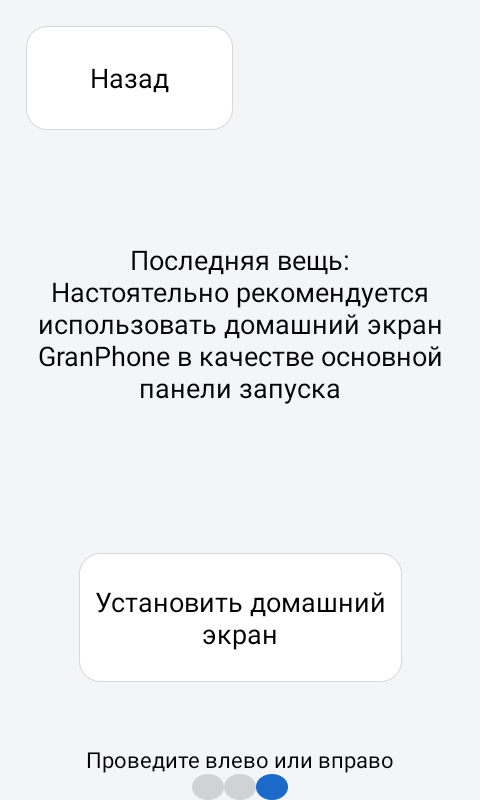 Назад
Последняя вещь:
Настоятельно рекомендуется
использовать домашний экран
GranPhone в качестве основной
панели запуска
Установить домашний
экран
Проведите влево или вправо